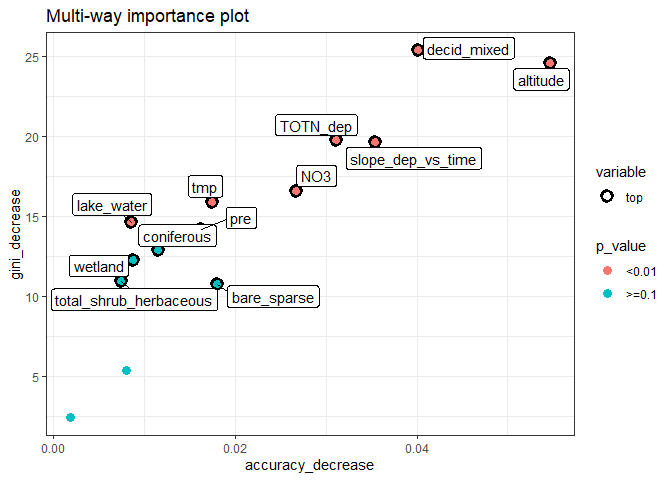 Multi-way importance plot
25
20
15
10
5
gini_decrease
decid_mixed
altitude
TOTN_dep
slope_dep_vs_time
NO3
tmp
lake_water
pre
coniferous
wetland
total_shrub_herbaceous
bare_sparse
0.00
0.02
0.04
accuracy_decrease
variable
top
p_value
<0.01
>=0.1